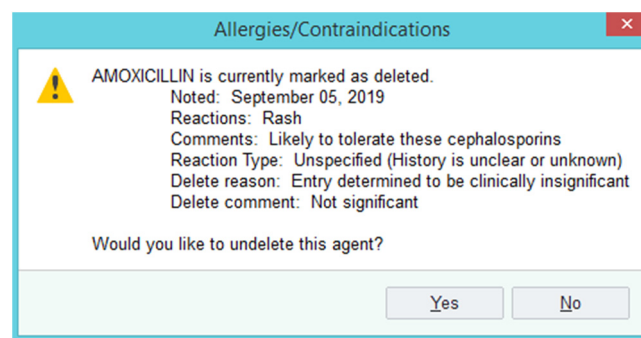 Allergies/Contraindications
AMOXICILLIN is currently marked as deleted.
Noted: September 05, 2019
Reactions: Rash
Comments: Likely to tolerate these cephalosporins
Reaction Type: Unspecified (History is unclear or unknown)
Delete reason: Entry determined to be clinically insignificant
Delete comment: Not significant
Would you like to undelete this agent?
Yes No